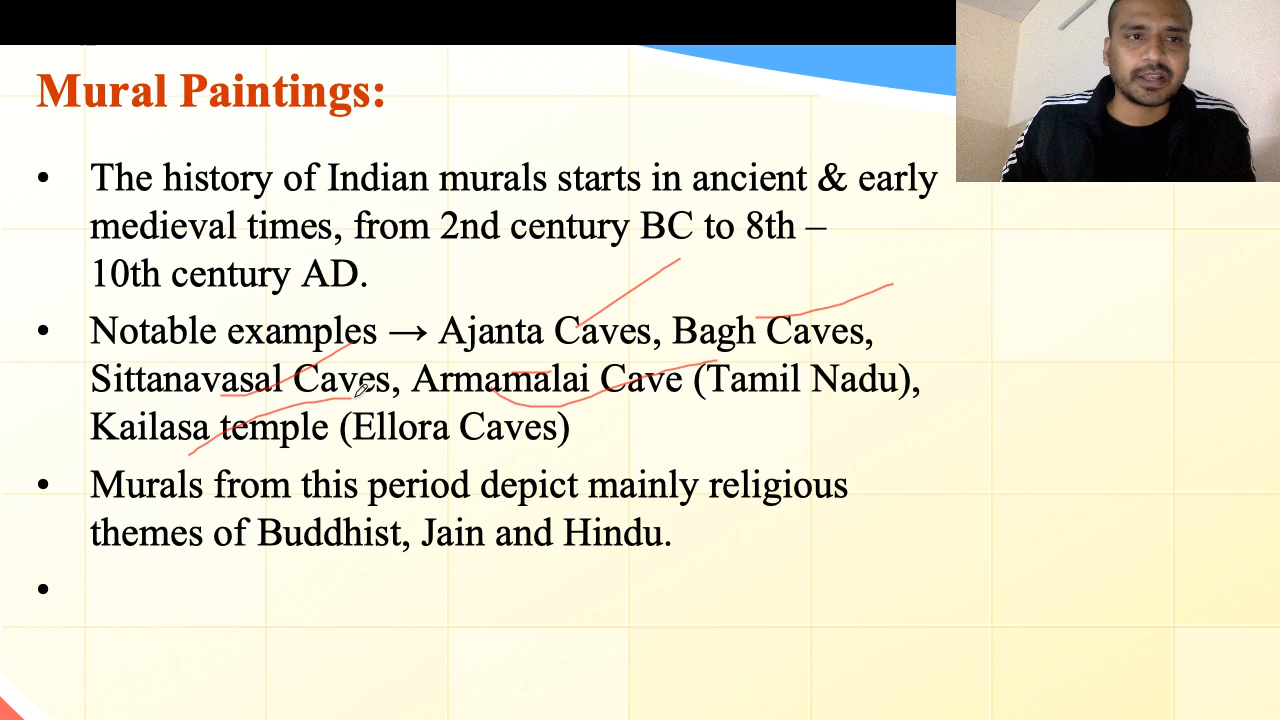 Mural Paintings:
• The history of Indian murals starts in ancient & early
medieval times, from 2nd century BC to 8th –
10th century AD.
• Notable examples → Ajanta Caves, Bagh Caves,
Sittanavasal Caves, Armamalai Cave (Tamil Nadu),
Kailasa temple (Ellora Caves)
• Murals from this period depict mainly religious
themes of Buddhist, Jain and Hindu.
•